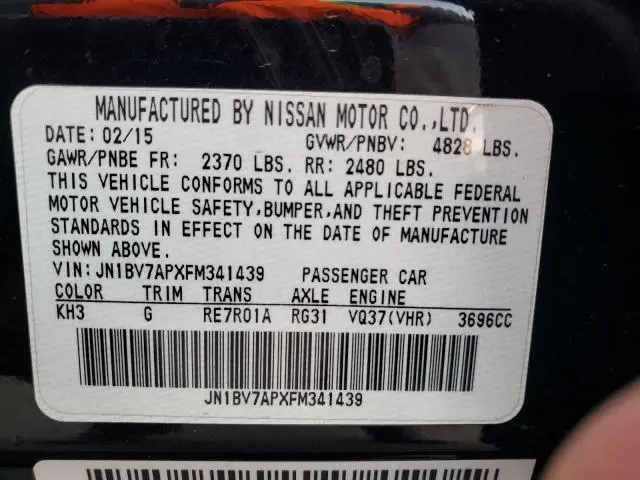 MANUFACTURED BY NISSAN MOTOR CO.,LTD.
DATE: 02/15 GVWR/PNBV: 4828 LBS.
GAWR/PNBE FR: 2370 LBS. RR: 2480 LBS.
THIS VEHICLE CONFORMS TO ALL APPLICABLE FEDERAL
MOTOR VEHICLE SAFETY,BUMPER,AND THEFT PREVENTION
STANDARDS IN EFFECT ON THE DATE OF MANUFACTURE
SHOWN ABOVE.
VIN: JN1BV7APXFM341439 PASSENGER CAR
COLOR TRIM TRANS AXLE ENGINE
KH3 G RE7R01A RG31 VQ37(VHR) 3696CC
JN1BV7APXFM341439